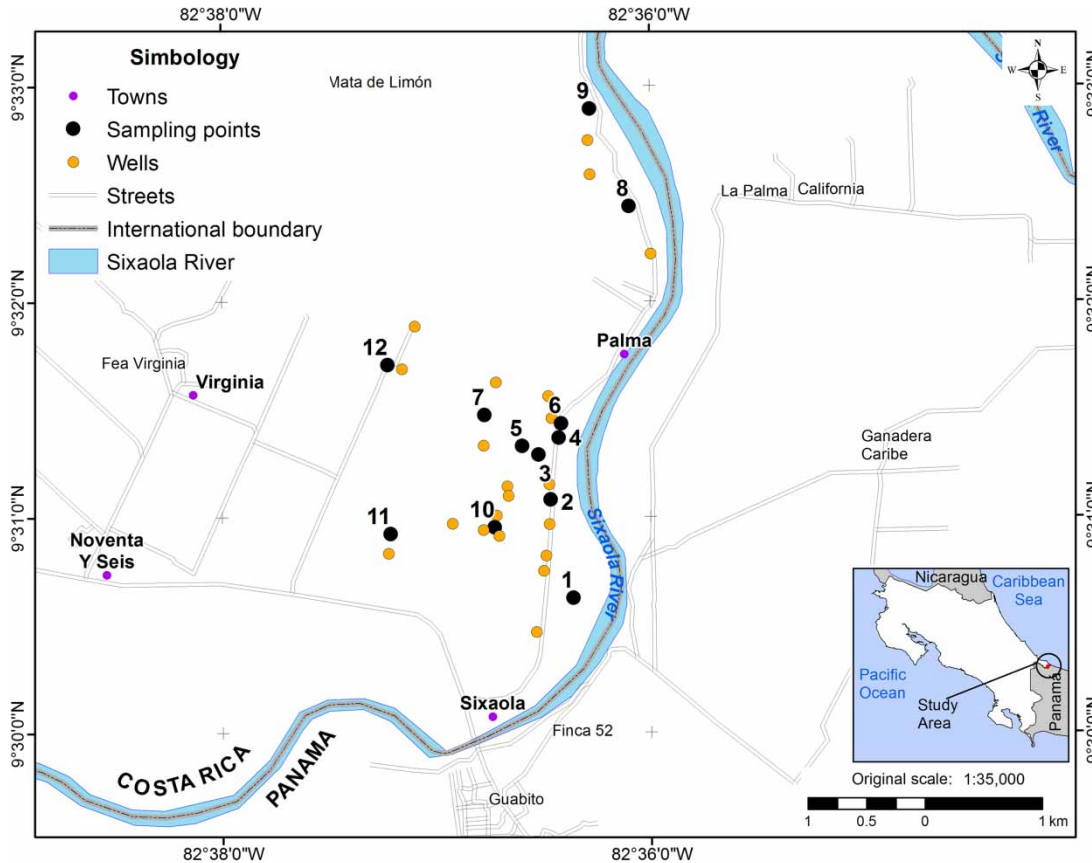 82°38'0"W
82°36'0"W
Simbology
Towns
Sampling points
Wells
Streets
International boundary
Sixaola River
Mata de Limón
N
W
E
S
River
9°33'0"N
9
8
La Palma
California
9°32'0"N
Palma
12
Fea Virginia
Virginia
7
6
5
4
3
Ganadera
Caribe
2
10
11
9°31'0"N
Noventa
Y Seis
Sixaola River
1
Sixaola
Finca 52
9°30'0"N
COSTA RICA
PANAMA
Guabito
Nicaragua
Caribbean
Sea
Pacific
Ocean
Study
Area
Panama
Original scale: 1:35,000
1
0.5
0
1 km
82°38'0"W
82°36'0"W